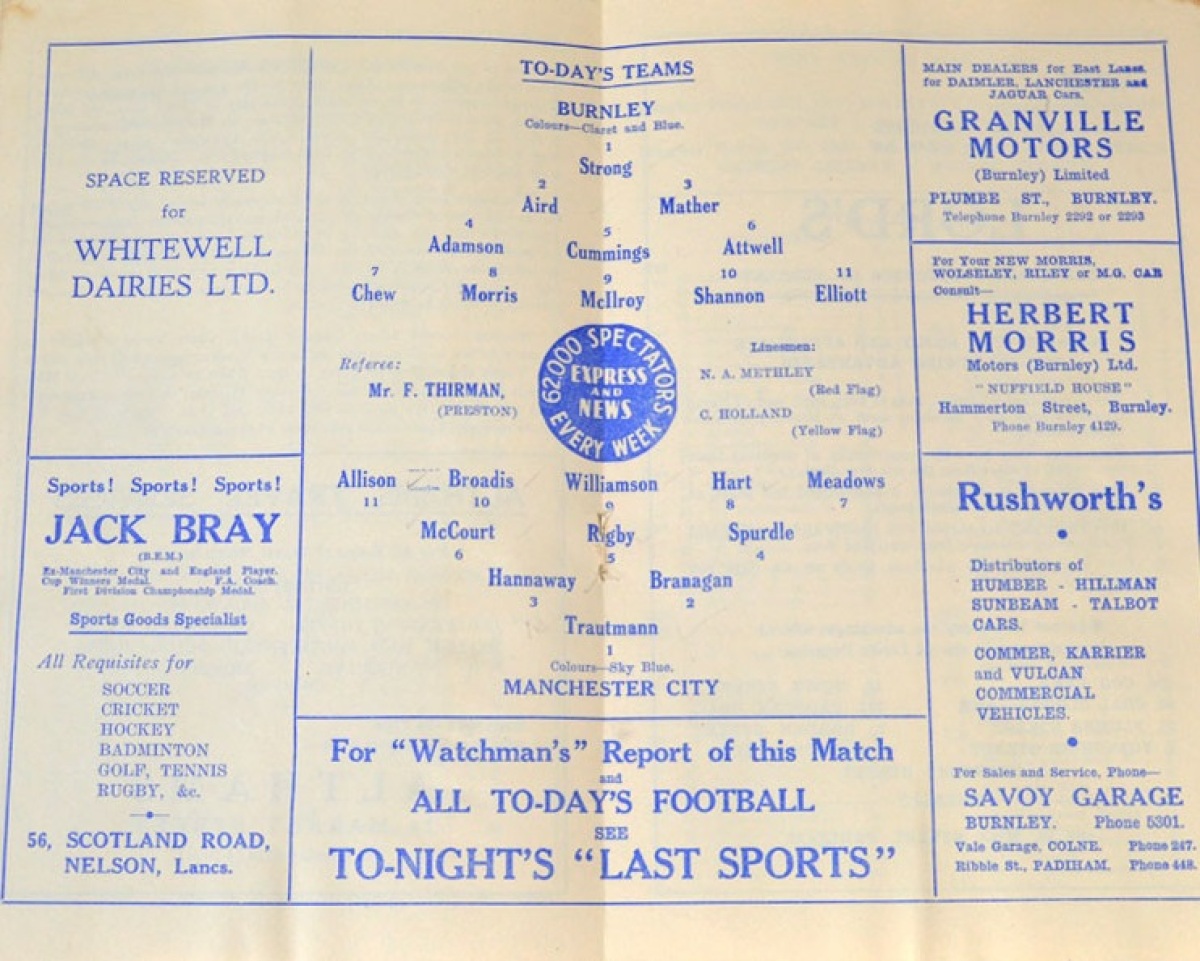 SPACE RESERVED
for
WHITEWELL
DAIRIES LTD.
Sports! Sports! Sports!
JACK BRAY
(B.E.M.)
Ex-Manchester City and England Player.
Cup Winners Medal. F.A. Coach.
First Division Championship Medal.
Sports Goods Specialist
All Requisites for
SOCCER
CRICKET
HOCKEY
BADMINTON
GOLF, TENNIS
RUGBY, &c.
56, SCOTLAND ROAD,
NELSON, Lancs.
TO-DAY'S TEAMS
BURNLEY
Colours—Claret and Blue.
1
Strong
2 3
Aird Mather
4 5 6
Adamson Cummings Attwell
7 8 9 10 11
Chew Morris McIlroy Shannon Elliott
Referee:
Mr. F. THIRMAN,
(PRESTON)
62,000 SPECTATORS
EXPRESS
AND
NEWS
EVERY WEEK
Linesmen:
N. A. METHLEY
(Red Flag)
C. HOLLAND
(Yellow Flag)
Allison Broadis Williamson Hart Meadows
11 10 9 8 7
McCourt Rigby Spurdle
6 5 4
Hannaway Branagan
3 2
Trautmann
1
Colours—Sky Blue.
MANCHESTER CITY
For "Watchman's" Report of this Match
and
ALL TO-DAY'S FOOTBALL
SEE
TO-NIGHT'S "LAST SPORTS"
MAIN DEALERS for East Lancs.
for DAIMLER, LANCHESTER and
JAGUAR Cars.
GRANVILLE
MOTORS
(Burnley) Limited
PLUMBE ST., BURNLEY.
Telephone Burnley 2292 or 2293
For Your NEW MORRIS,
WOLSELEY, RILEY or M.G. CAR
Consult—
HERBERT
MORRIS
Motors (Burnley) Ltd.
"NUFFIELD HOUSE"
Hammerton Street, Burnley.
Phone Burnley 4129.
Rushworth's
Distributors of
HUMBER - HILLMAN
SUNBEAM - TALBOT
CARS.
COMMER, KARRIER
and VULCAN
COMMERCIAL
VEHICLES.
For Sales and Service, Phone—
SAVOY GARAGE
BURNLEY. Phone 5301.
Vale Garage, COLNE. Phone 247.
Ribble St., PADIHAM. Phone 448.